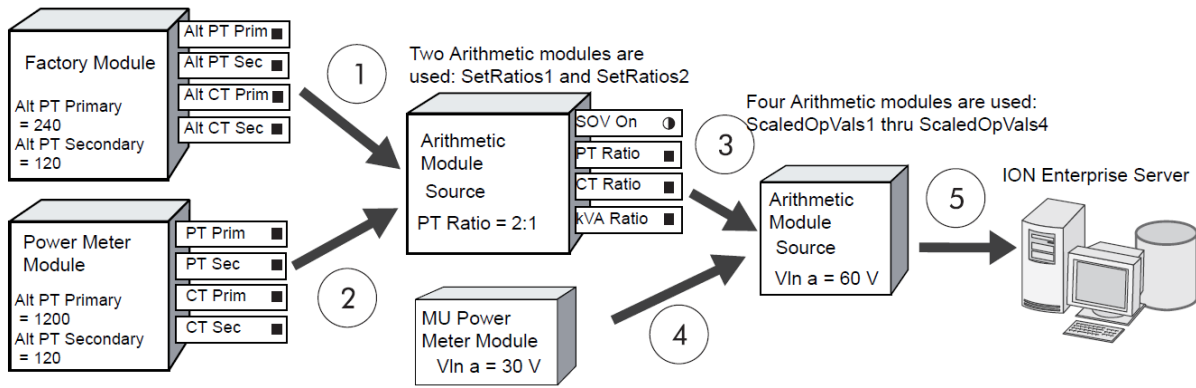 Factory Module
Alt PT Primary
= 240
Alt PT Secondary
= 120
Alt PT Prim
Alt PT Sec
Alt CT Prim
Alt CT Sec
1
Power Meter
Module
Alt PT Primary
= 1200
Alt PT Secondary
= 120
PT Prim
PT Sec
CT Prim
CT Sec
2
Two Arithmetic modules are
used: SetRatios1 and SetRatios2
Arithmetic
Module
Source
PT Ratio = 2:1
SOV On
PT Ratio
CT Ratio
kVA Ratio
3
MU Power
Meter Module
Vln a = 30 V
4
Four Arithmetic modules are used:
ScaledOpVals1 thru ScaledOpVals4
Arithmetic
Module
Source
Vln a = 60 V
5
ION Enterprise Server